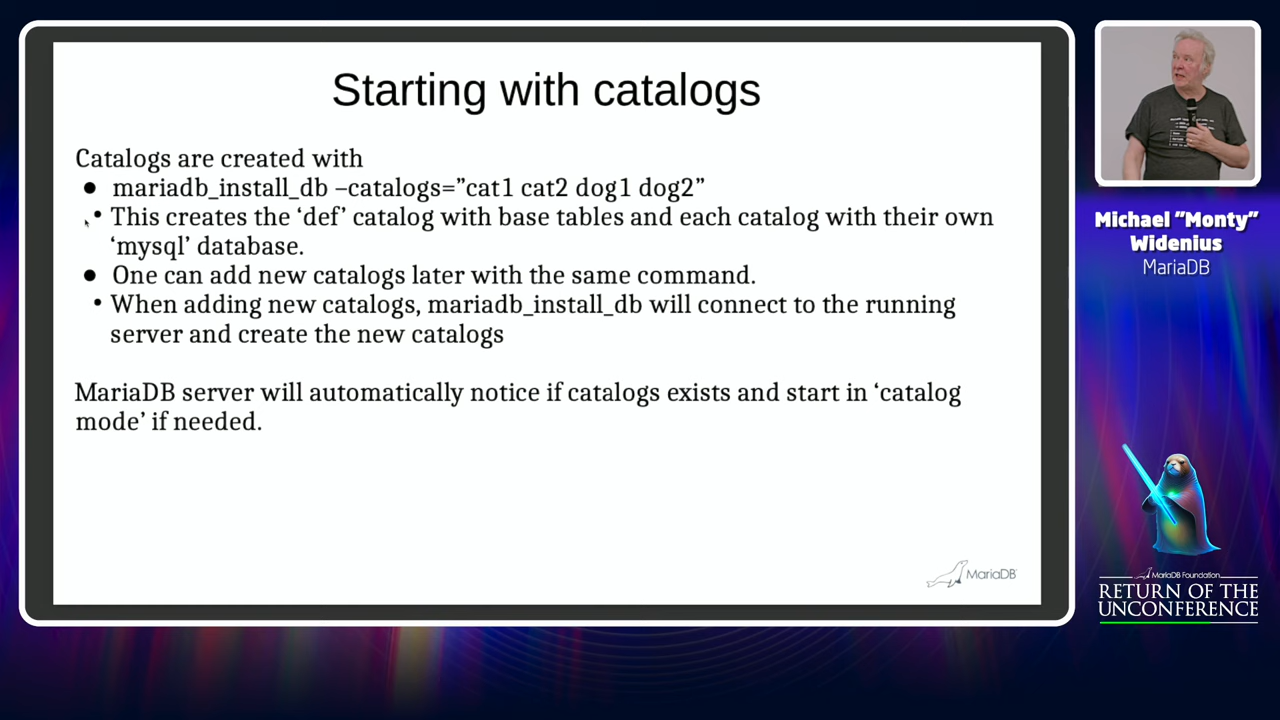 Starting with catalogs
Catalogs are created with
● mariadb_install_db –catalogs=”cat1 cat2 dog1 dog2”
• This creates the ‘def’ catalog with base tables and each catalog with their own
‘mysql’ database.
● One can add new catalogs later with the same command.
• When adding new catalogs, mariadb_install_db will connect to the running
server and create the new catalogs
MariaDB server will automatically notice if catalogs exists and start in ‘catalog
mode’ if needed.
MariaDB
Michael “Monty”
Widenius
MariaDB
MariaDB Foundation
RETURN OF THE
UNCONFERENCE